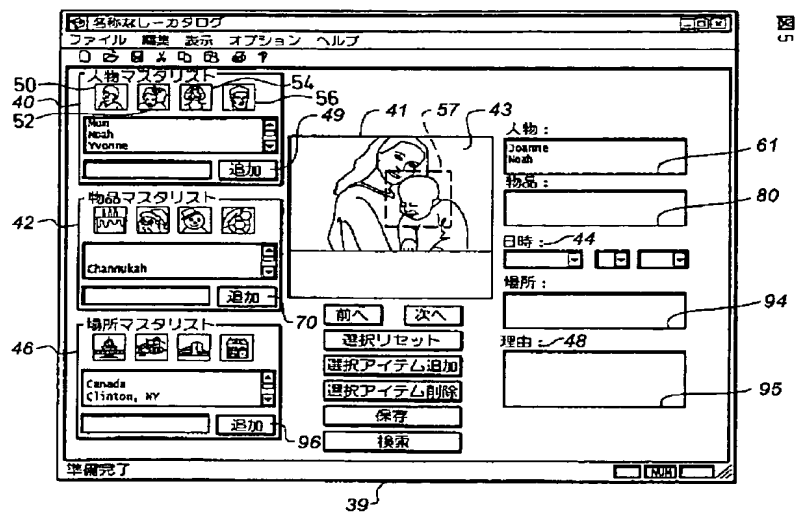 名称なしーカタログ
図5
ファイル 編集 表示 オプション ヘルプ
50
40
52
人物マスタリスト
54
56
Mum
Noah
Yvonne
追加
49
41
57
43
人物：
Joanne
Noah
61
物品：
80
42
物品マスタリスト
Channukah
追加
70
日時：
44
場所：
94
前へ 次へ
選択リセット
選択アイテム追加
選択アイテム削除
保存
検索
46
場所マスタリスト
Canada
Clinton, NY
追加
96
理由：
48
95
準備完了
NUM
39